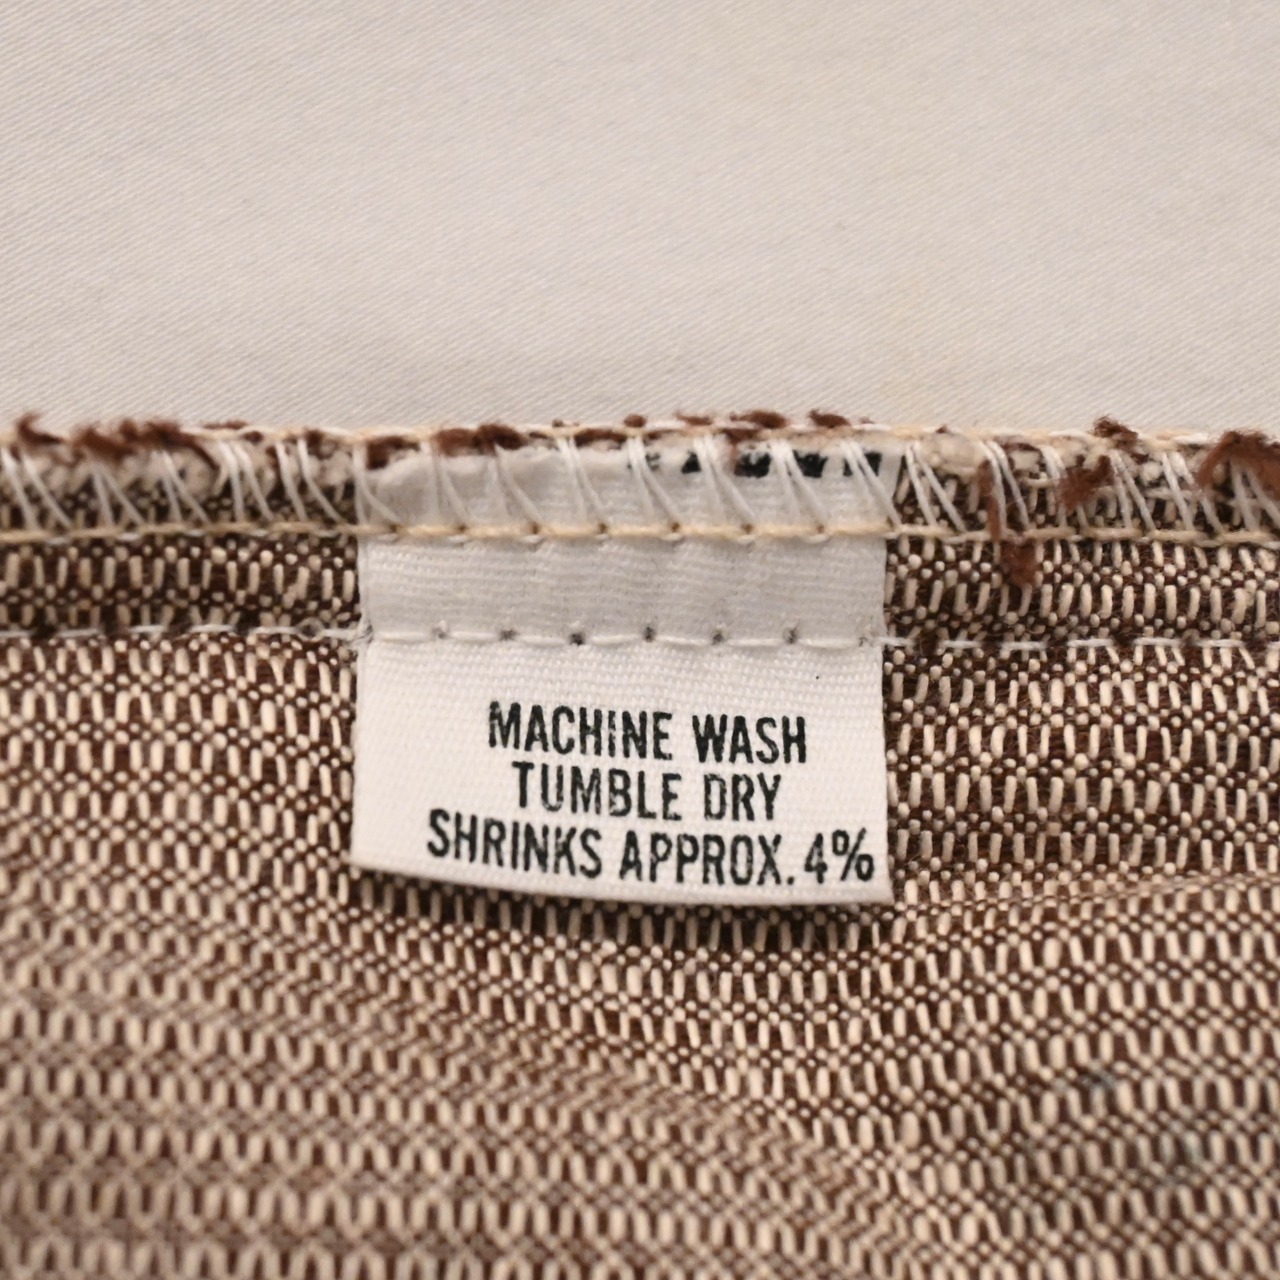 MACHINE WASH
TUMBLE DRY
SHRINKS APPROX. 4%